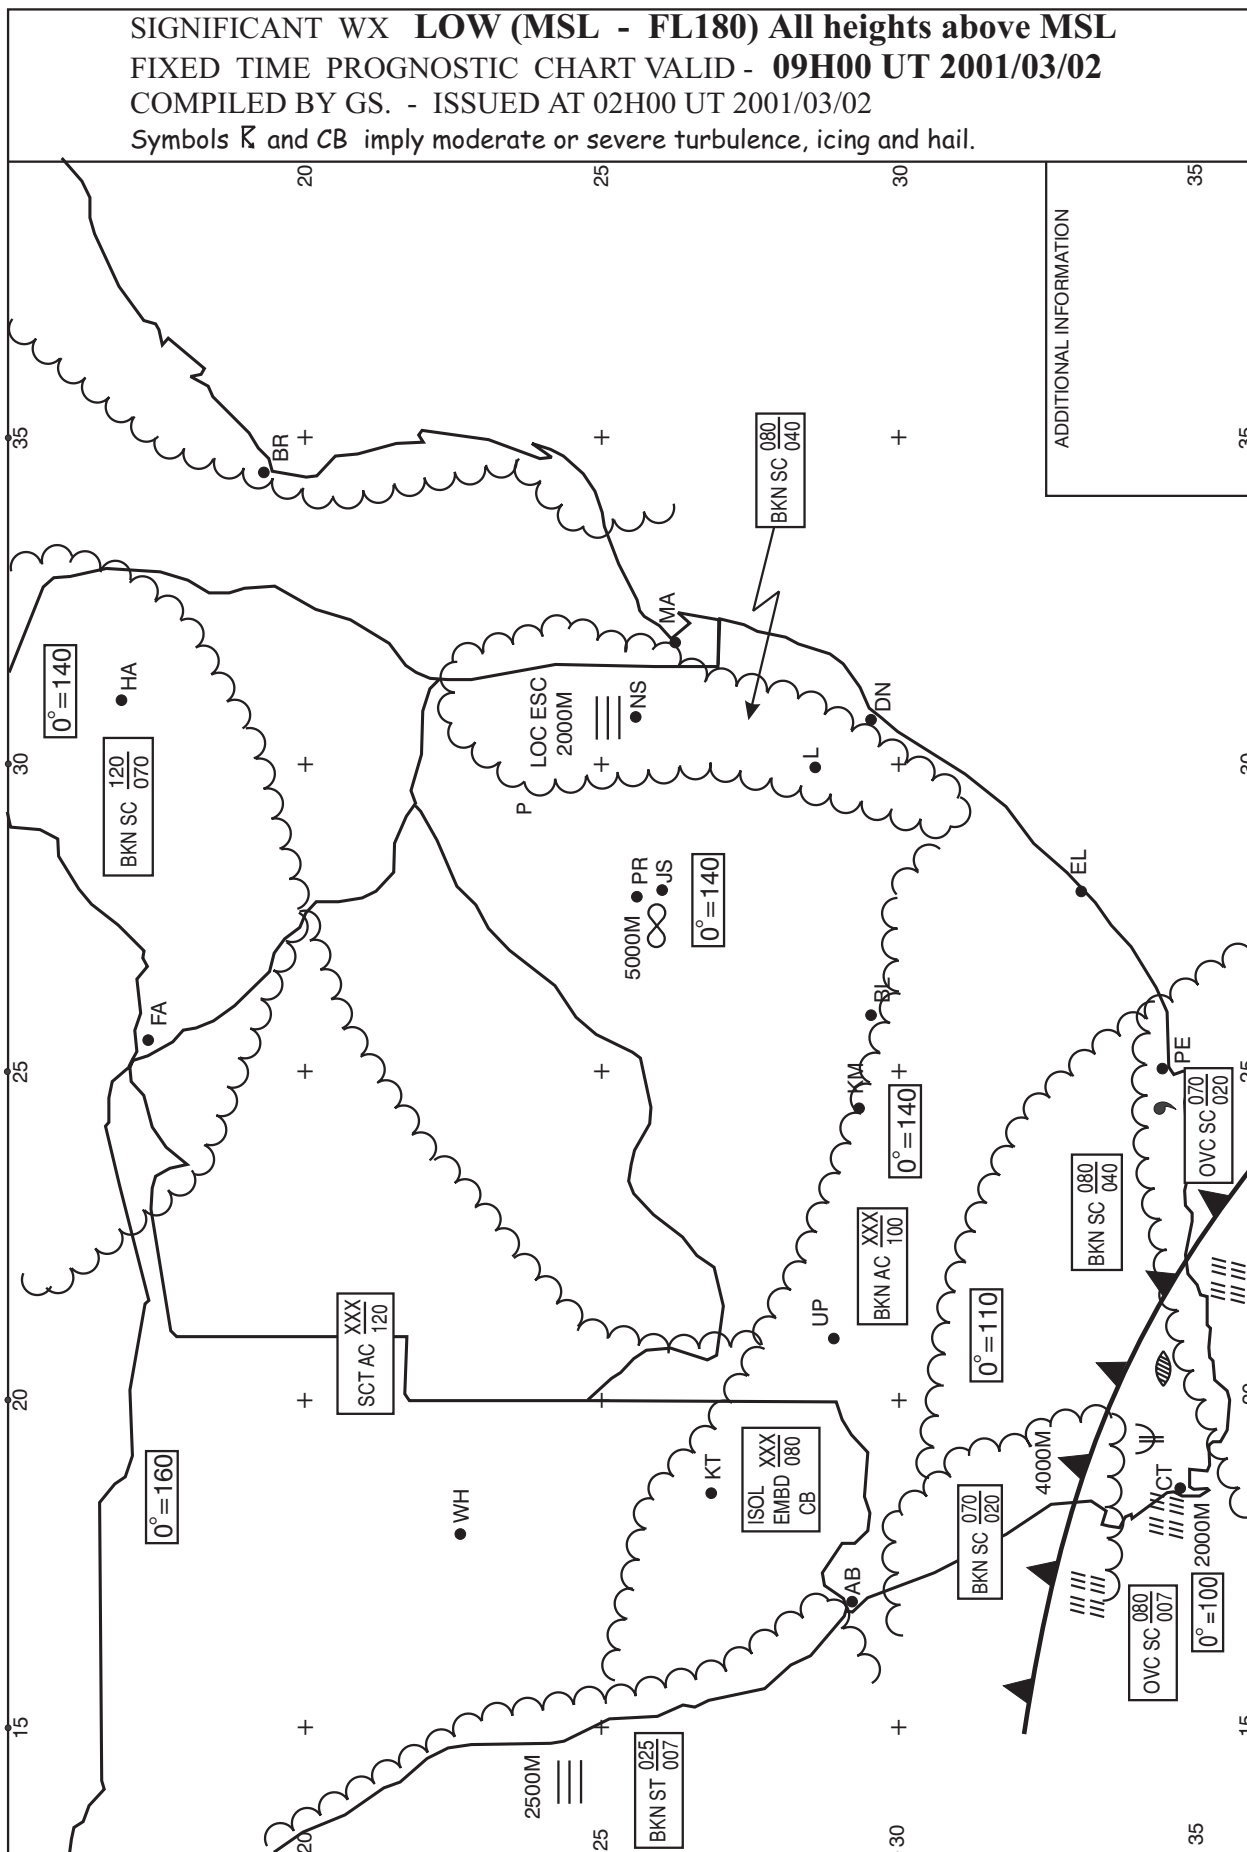 SIGNIFICANT WX LOW (MSL - FL180) All heights above MSL
FIXED TIME PROGNOSTIC CHART VALID - 09H00 UT 2001/03/02
COMPILED BY GS. - ISSUED AT 02H00 UT 2001/03/02
Symbols and CB imply moderate or severe turbulence, icing and hail.
20
25
30
35
ADDITIONAL INFORMATION
35
BR
35
BKN SC 080
040
MA
0°=140
HA
LOC ESC
2000M
NS
DN
30
BKN SC 120
070
L
30
P
5000M
PR
JS
0°=140
EL
FA
BL
25
KM
PE
25
0°=140
OVC SC 070
020
BKN SC 080
040
BKN AC XXX
100
UP
0°=110
SCT AC XXX
120
20
20
4000M
0°=160
WH
KT
ISOL
EMBD XXX
CB 080
CT
2000M
BKN SC 070
020
AB
OVC SC 080
007
0°=100
15
15
2500M
BKN ST 025
007
20
25
30
35